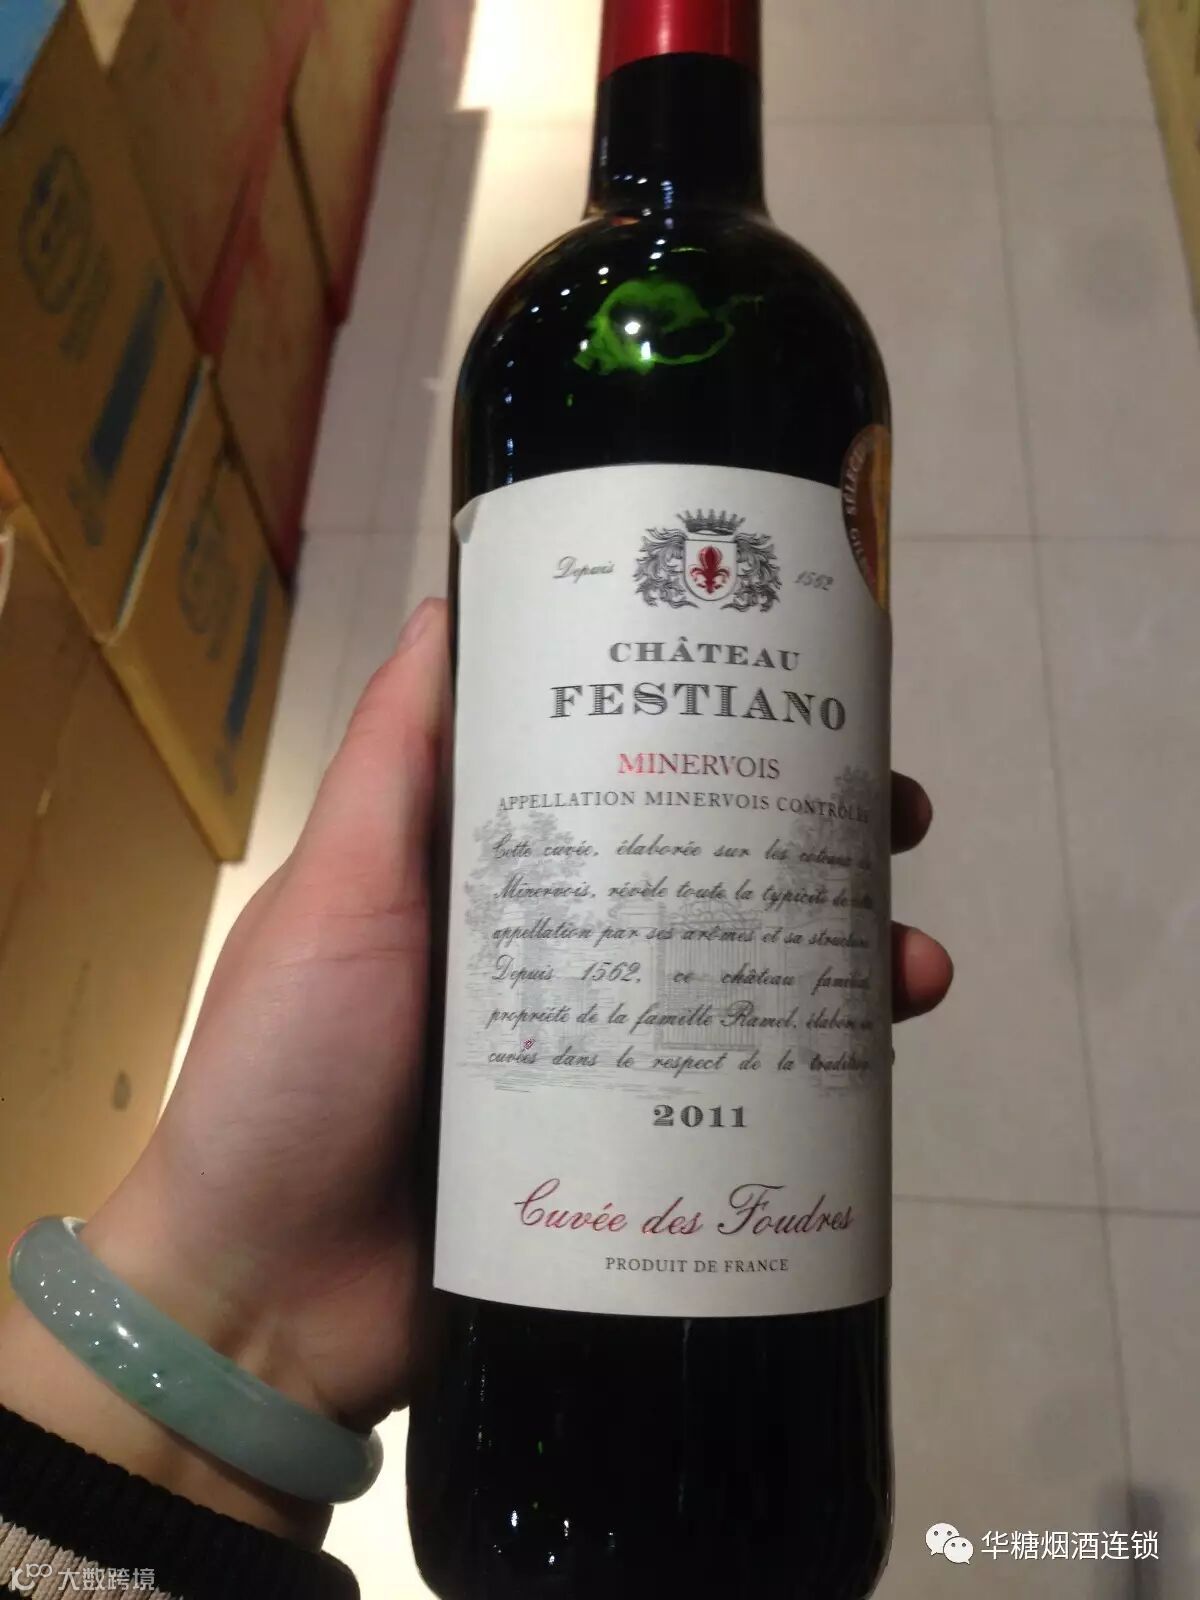 SÉLECT
Depuis 1562
CHÂTEAU
FESTIANO
MINERVOIS
APPELLATION MINERVOIS CONTRÔLÉE
Cette cuvée, élaborée sur les coteaux du
Minervois, révèle toute la typicité de cette
appellation par ses arômes et sa structure.
Depuis 1562, ce château familial,
propriété de la famille Ramel, élabore
cuvées dans le respect de la tradition
2011
Cuvée des Foudres
PRODUIT DE FRANCE
华糖烟酒连锁
大数跨境